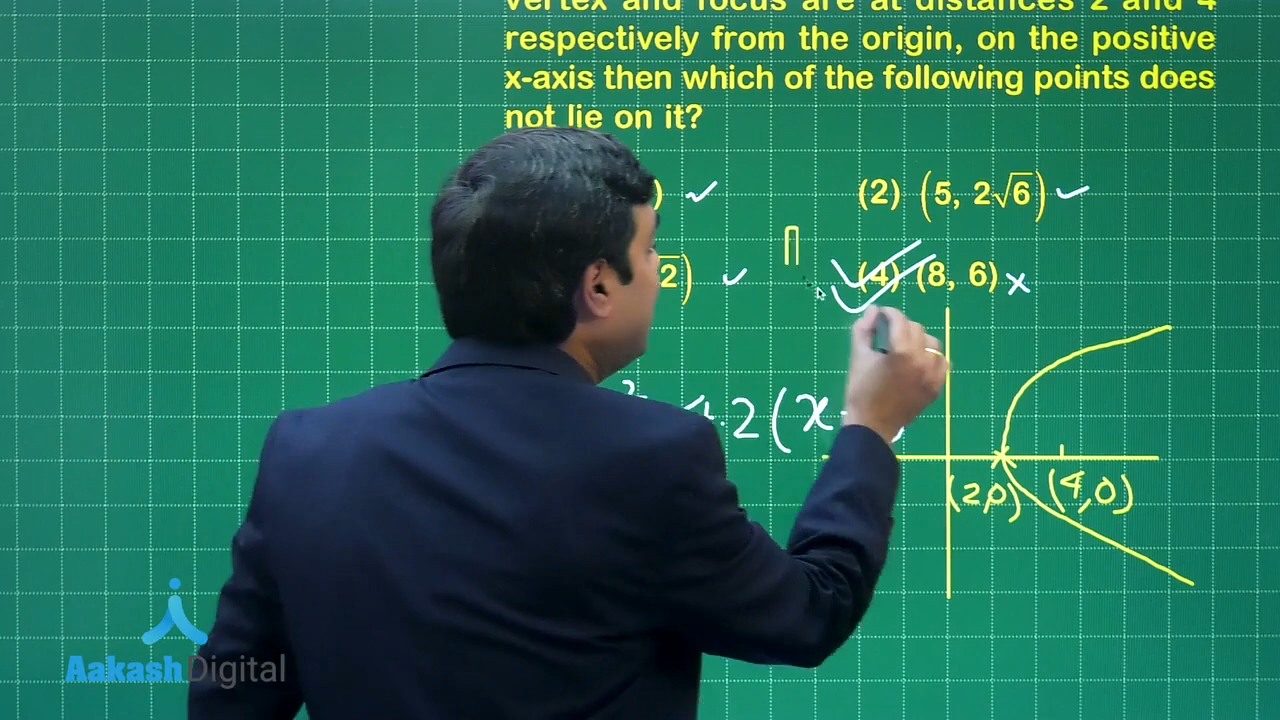 vertex and focus are at distances 2 and 4
respectively from the origin, on the positive
x-axis then which of the following points does
not lie on it?
) ✓ (2) (5, 2√6) ✓
2) ✓ (4) (8, 6) x
4.2(x
(2,0) (4,0)
AakashDigital